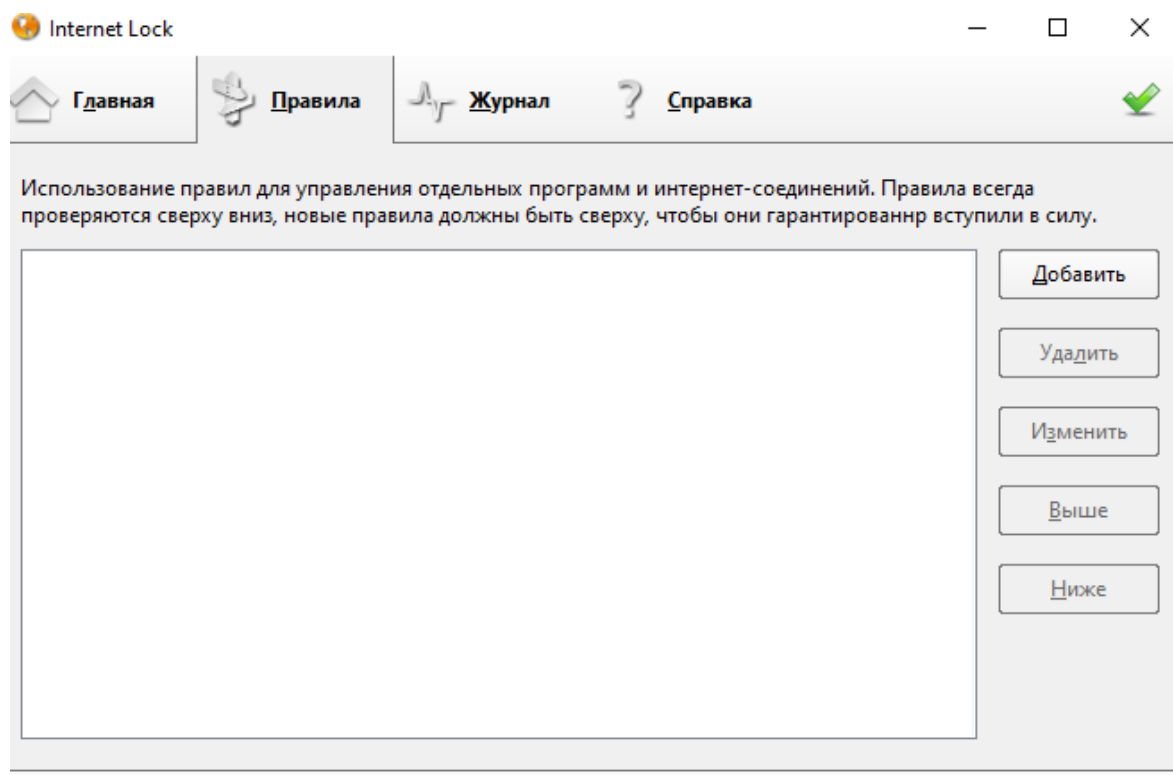 Internet Lock
Главная
Правила
Журнал
Справка
Использование правил для управления отдельных программ и интернет-соединений. Правила всегда
проверяются сверху вниз, новые правила должны быть сверху, чтобы они гарантированнр вступили в силу.
Добавить
Удалить
Изменить
Выше
Ниже